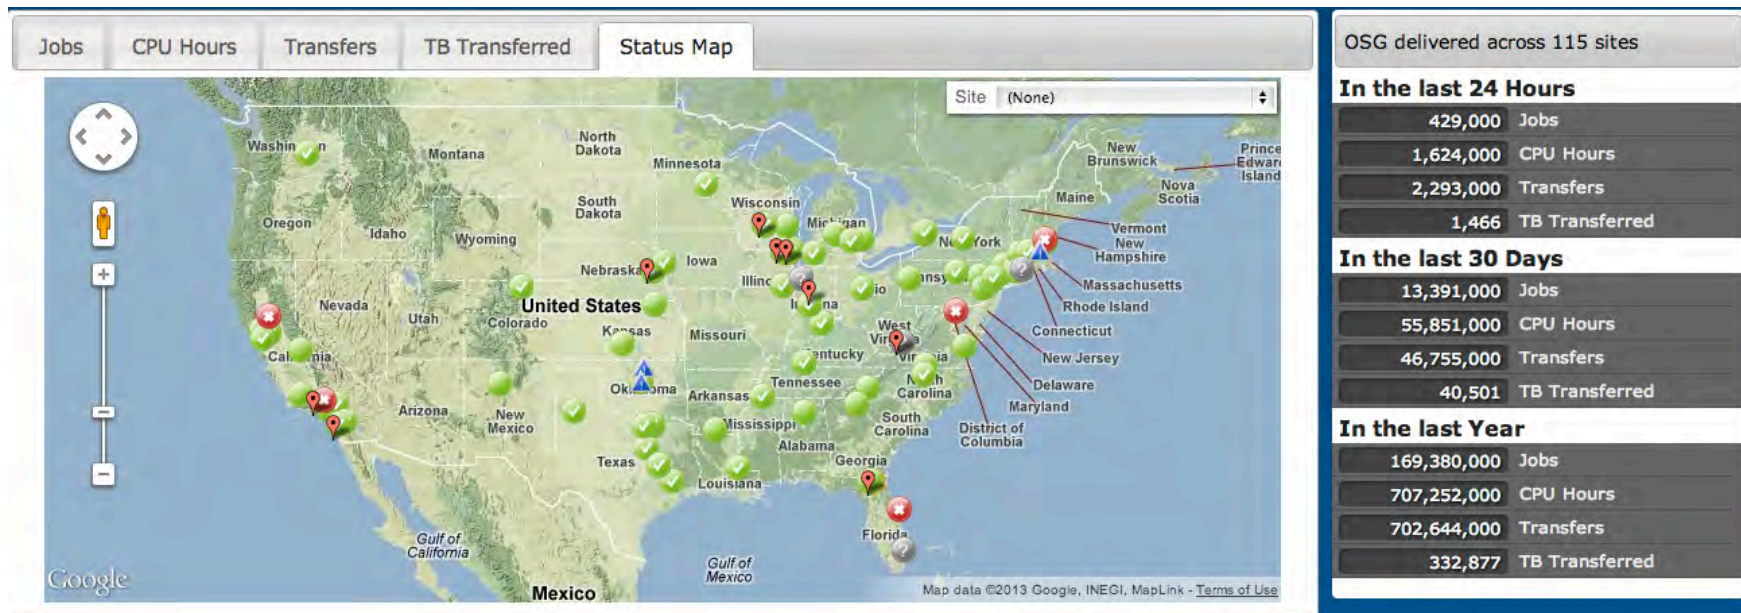 Jobs
CPU Hours
Transfers
TB Transferred
Status Map
Site (None)
North
Dakota
Montana
Minnesota
New
Brunswick
Prince
Edward
Island
Nova
Scotia
Maine
South
Dakota
Wisconsin
Oregon
Idaho
Wyoming
Vermont
New
Hampshire
Iowa
Nebraska
Massachusetts
Rhode Island
Nevada
Utah
Colorado
United States
Missouri
West
Connecticut
New Jersey
Delaware
Maryland
District of
Columbia
Tennessee
Arkansas
Carolina
South
Carolina
Arizona
New
Mexico
Mississippi
Alabama
Georgia
Texas
Louisiana
Florida
Gulf of
California
Gulf of
Mexico
Mexico
Google
Map data ©2013 Google, INEGI, MapLink - Terms of Use
OSG delivered across 115 sites
In the last 24 Hours
429,000 Jobs
1,624,000 CPU Hours
2,293,000 Transfers
1,466 TB Transferred
In the last 30 Days
13,391,000 Jobs
55,851,000 CPU Hours
46,755,000 Transfers
40,501 TB Transferred
In the last Year
169,380,000 Jobs
707,252,000 CPU Hours
702,644,000 Transfers
332,877 TB Transferred